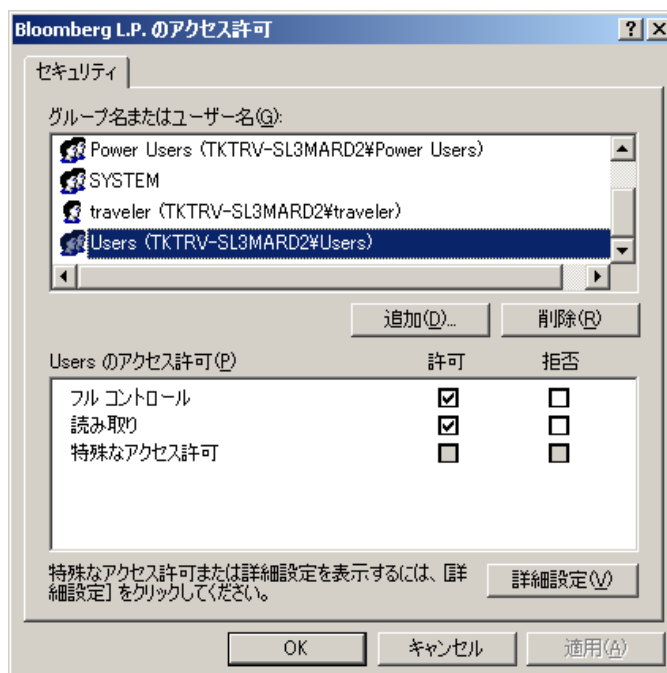 Bloomberg L.P. のアクセス許可
セキュリティ
グループ名またはユーザー名(G):
Power Users (TKTRV-SL3MARD2¥Power Users)
SYSTEM
traveler (TKTRV-SL3MARD2¥traveler)
Users (TKTRV-SL3MARD2¥Users)
追加(D)... 削除(R)
Users のアクセス許可(P) 許可 拒否
フル コントロール
読み取り
特殊なアクセス許可
特殊なアクセス許可または詳細設定を表示するには、[詳
細設定] をクリックしてください。
詳細設定(V)
OK キャンセル 適用(A)